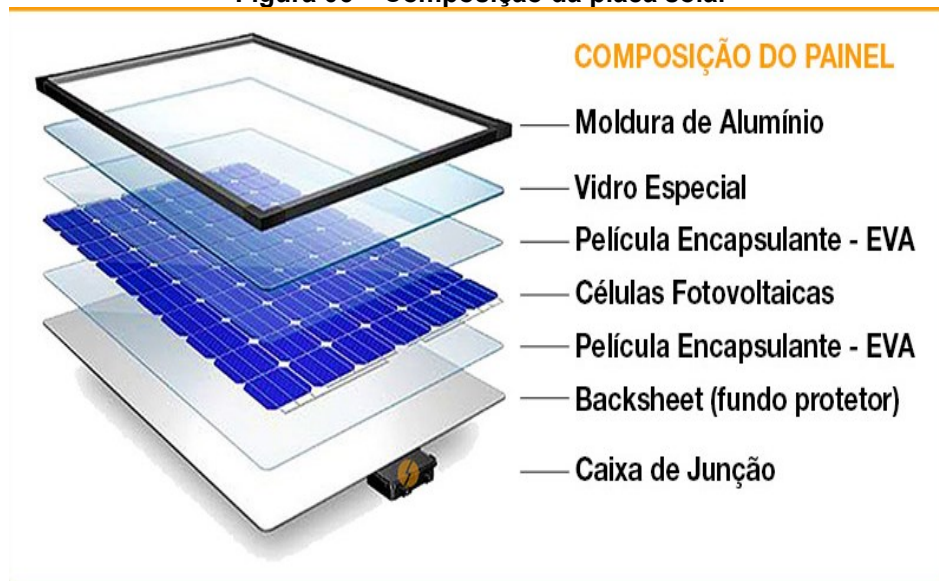 COMPOSIÇÃO DO PAINEL
Moldura de Alumínio
Vidro Especial
Película Encapsulante - EVA
Células Fotovoltaicas
Película Encapsulante - EVA
Backsheet (fundo protetor)
Caixa de Junção